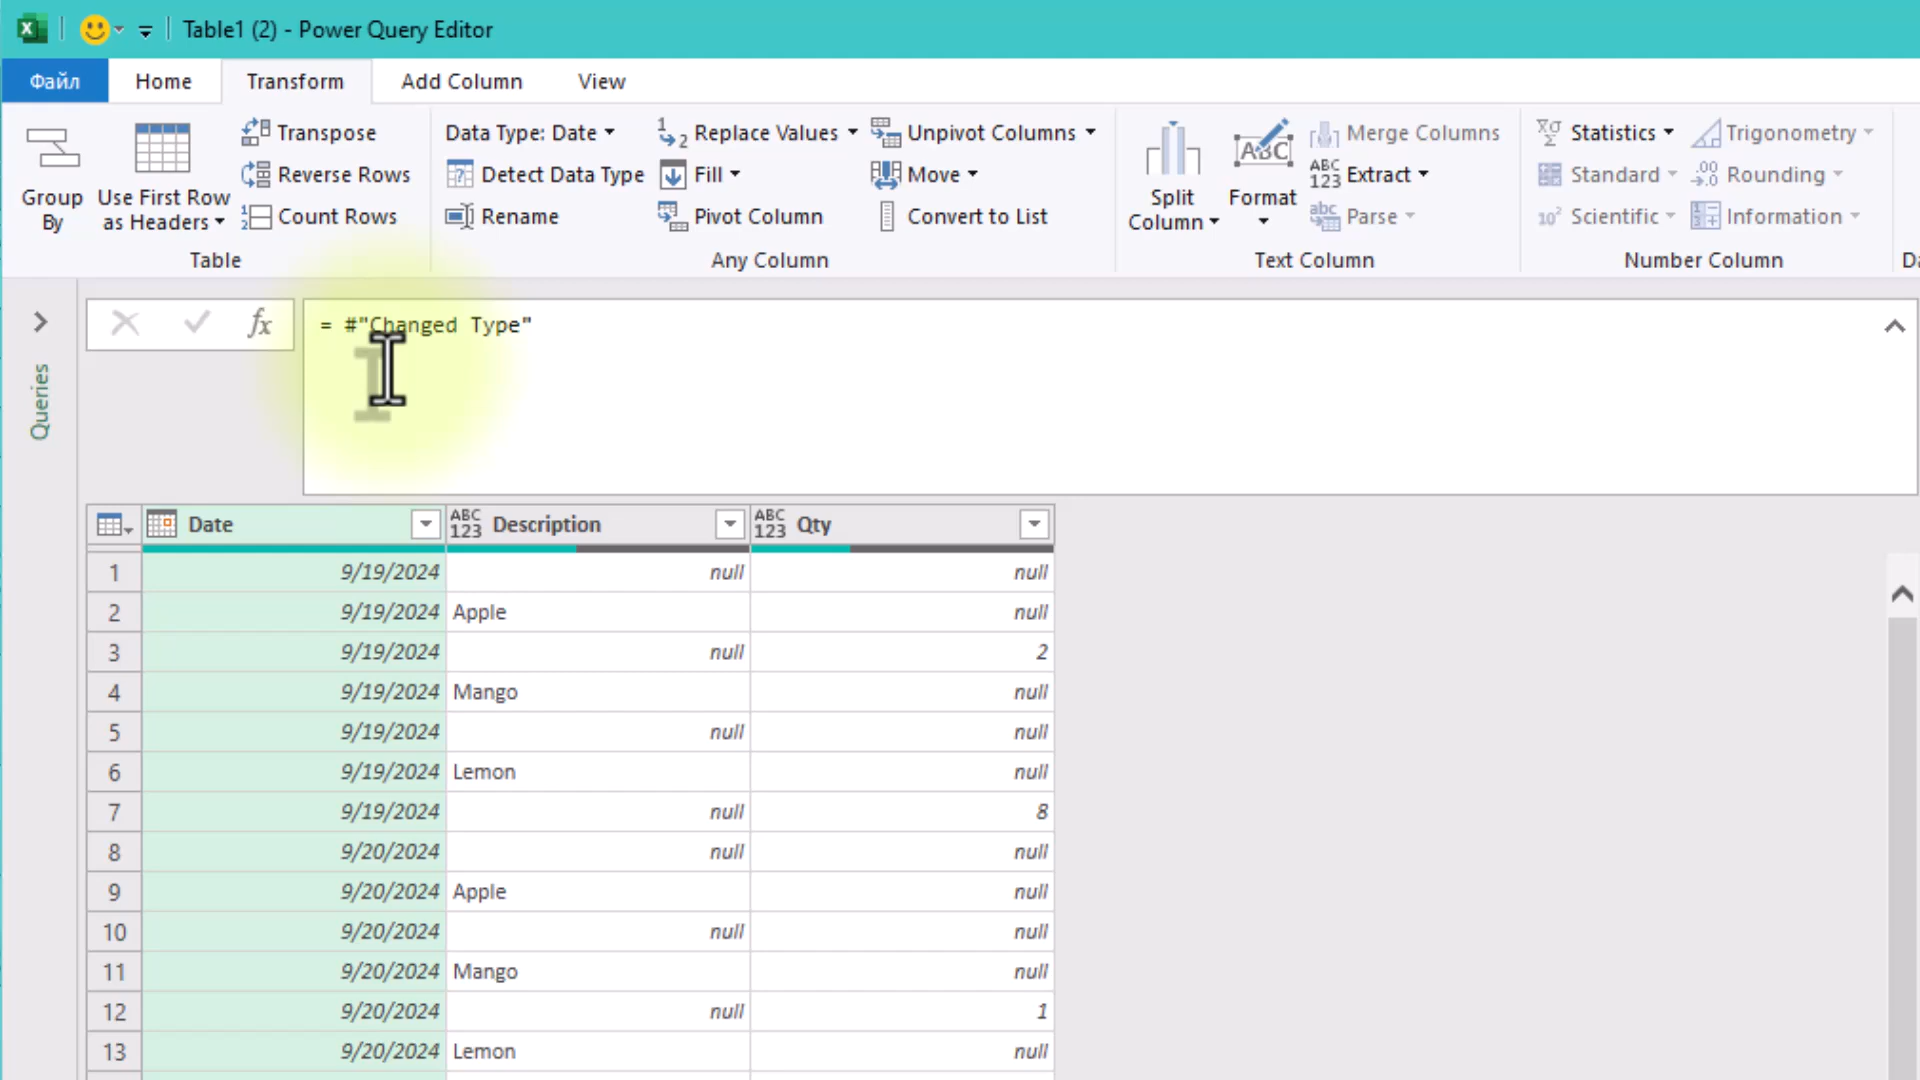 Table1 (2) - Power Query Editor
Файл Home Transform Add Column View
Group By
Use First Row as Headers
Transpose
Reverse Rows
Count Rows
Table
Data Type: Date
Detect Data Type
Rename
Replace Values
Fill
Pivot Column
Unpivot Columns
Move
Convert to List
Any Column
Split Column
Format
Merge Columns
Extract
Parse
Text Column
Statistics
Standard
Scientific
Trigonometry
Rounding
Information
Number Column
fx = #"Changed Type"
Queries
Date ABC 123 Description ABC 123 Qty
1 9/19/2024 null null
2 9/19/2024 Apple null
3 9/19/2024 null 2
4 9/19/2024 Mango null
5 9/19/2024 null null
6 9/19/2024 Lemon null
7 9/19/2024 null 8
8 9/20/2024 null null
9 9/20/2024 Apple null
10 9/20/2024 null null
11 9/20/2024 Mango null
12 9/20/2024 null 1
13 9/20/2024 Lemon null